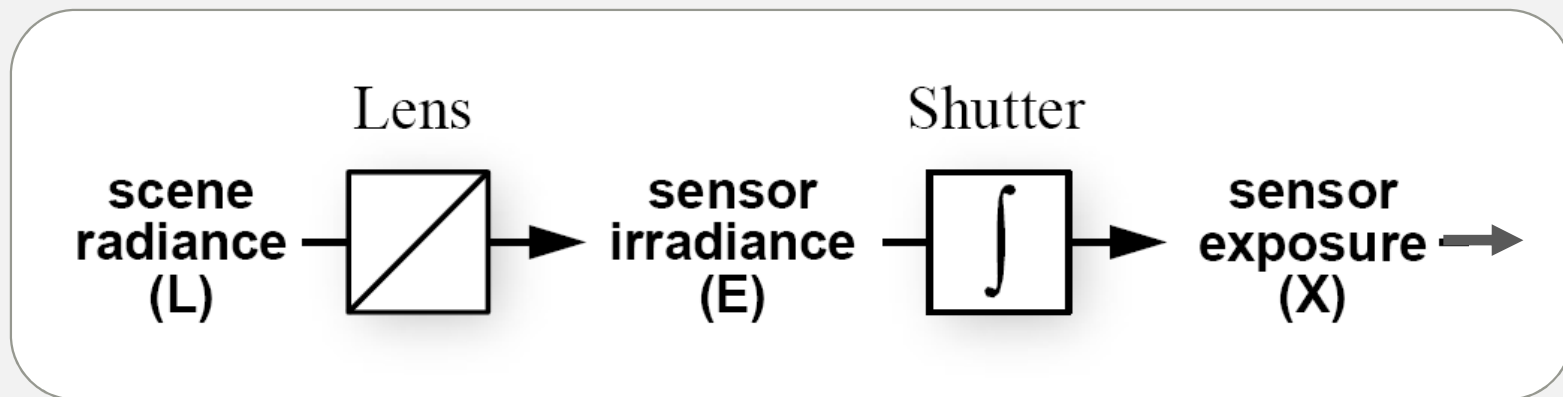 Lens
Shutter
scene
radiance
(L)
sensor
irradiance
(E)
∫
sensor
exposure
(X)